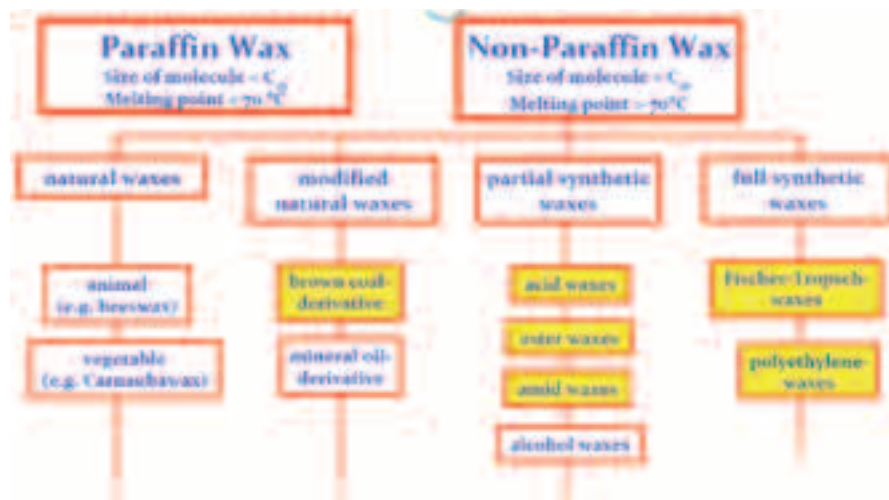 Paraffin Wax
Size of molecule
Melting point 70 °C
Non-Paraffin Wax
Size of molecule
Melting point 70°C
natural waxes
modified
natural waxes
partial synthetic
waxes
full synthetic
waxes
animal
(e.g. beeswax)
vegetable
(e.g. Carnaubawax)
brown coal-
derivative
mineral oil-
derivative
acid waxes
ester waxes
amid waxes
alcohol waxes
Fischer-Tropsch-
waxes
polyethylene-
waxes